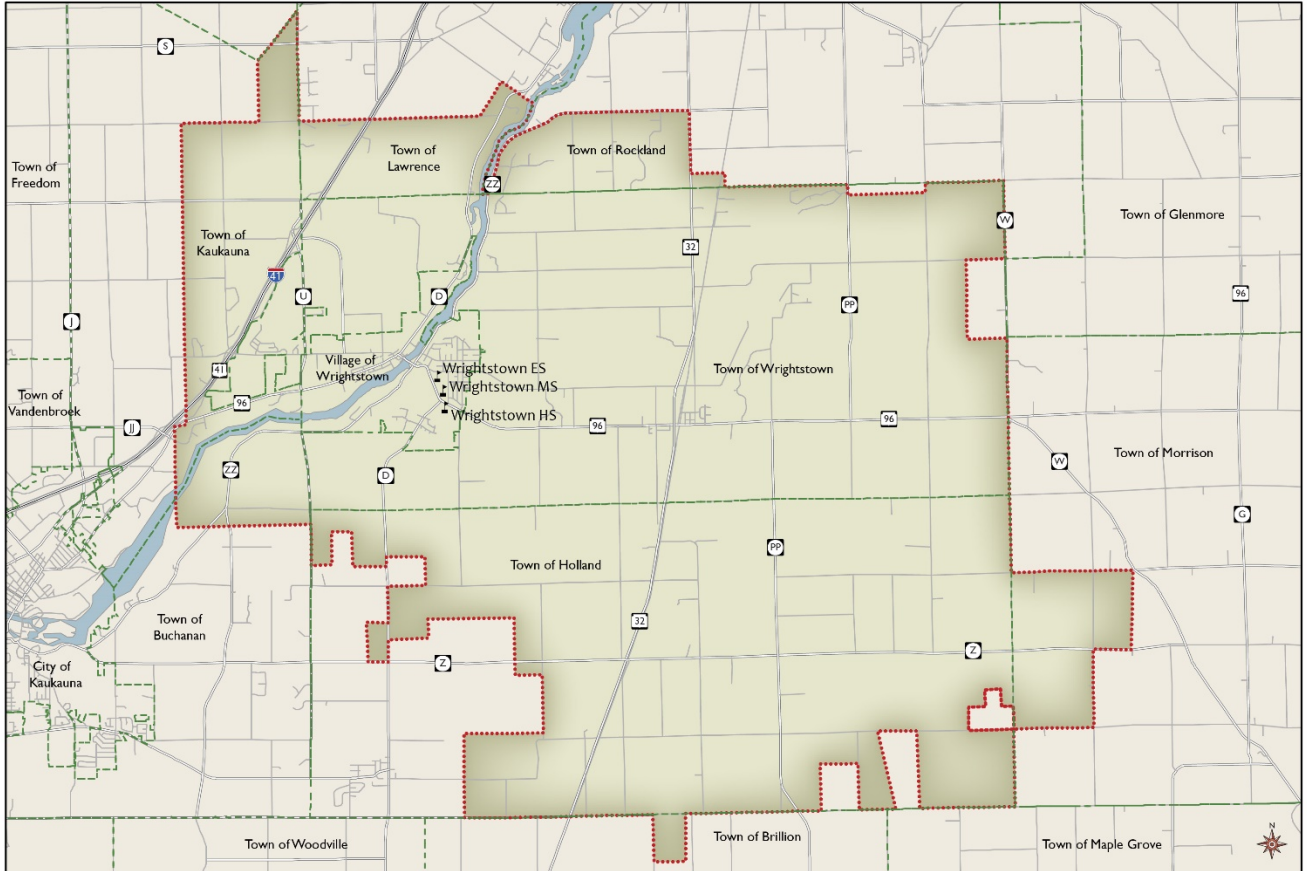 S
Town of
Lawrence
Town of Rockland
Town of
Freedom
ZZ
W
Town of Glenmore
Town of
Kaukauna
32
41
U
D
PP
96
J
Village of
Wrightstown
Wrightstown ES
Town of Wrightstown
41
Wrightstown MS
Town of
Vandenbroek
96
Wrightstown HS
JJ
96
96
Town of Morrison
W
ZZ
D
G
PP
Town of Holland
Town of
Buchanan
32
Z
Z
City of
Kaukauna
N
Town of Woodville
Town of Brillion
Town of Maple Grove